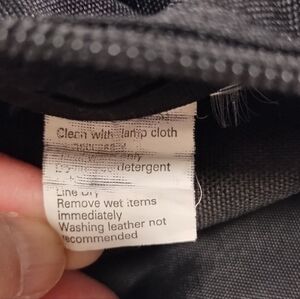 Clean with damp cloth
detergent
Line Dry
Remove wet items
immediately
Washing leather not
recommended